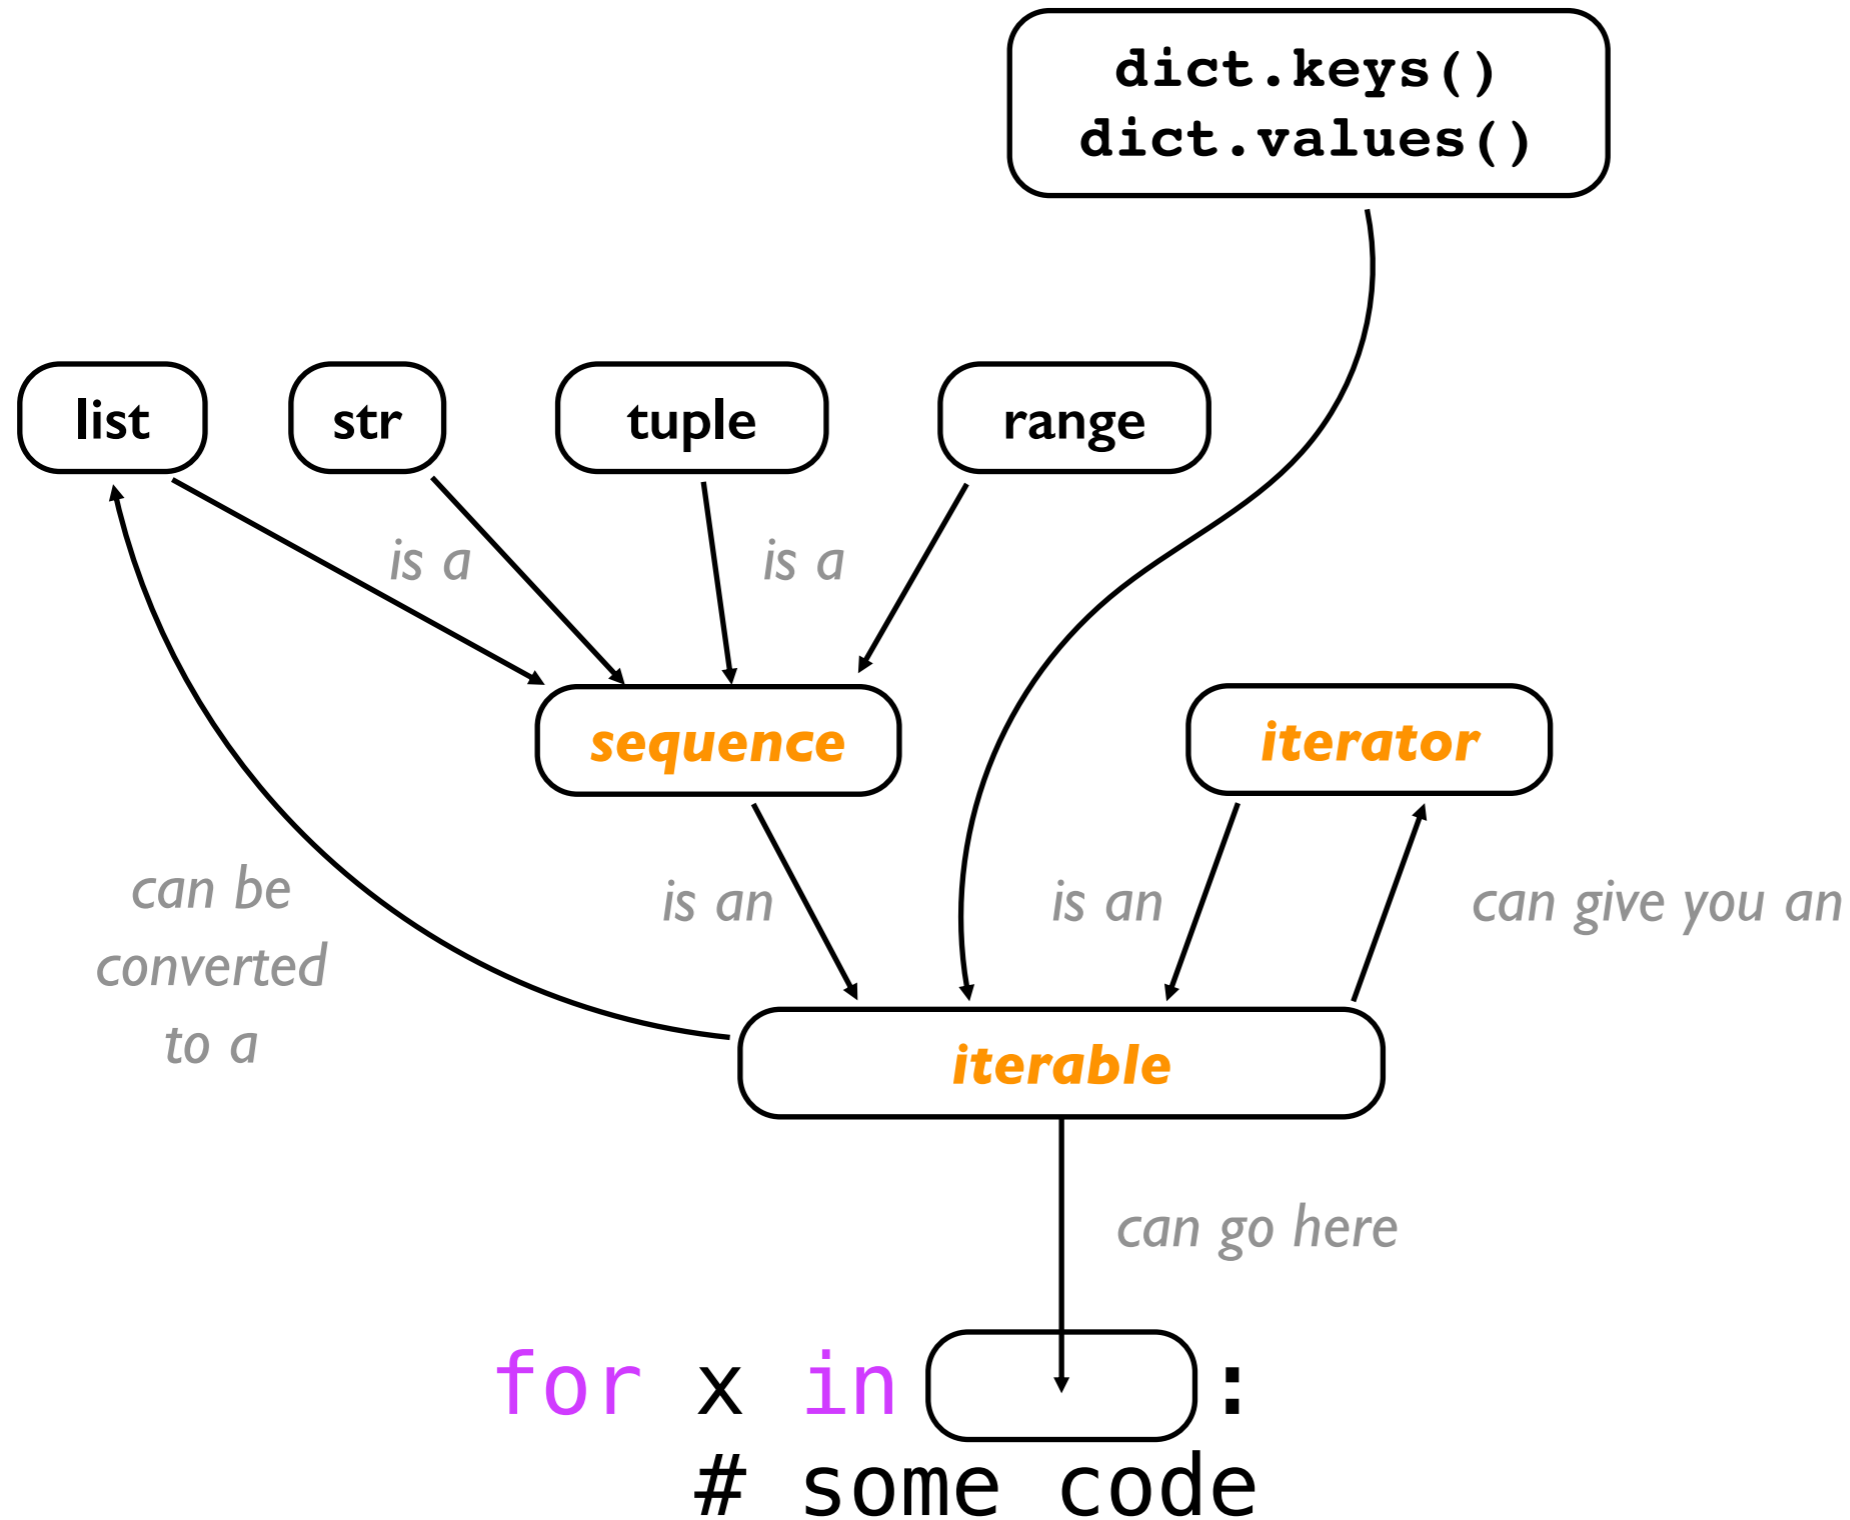 dict.keys()
dict.values()
list
str
tuple
range
is a
is a
sequence
iterator
can be
converted
to a
is an
is an
can give you an
iterable
can go here
for x in :
# some code